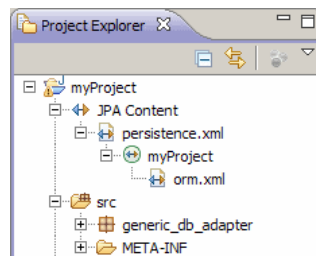 Project Explorer
myProject
JPA Content
persistence.xml
myProject
orm.xml
src
generic_db_adapter
META-INF